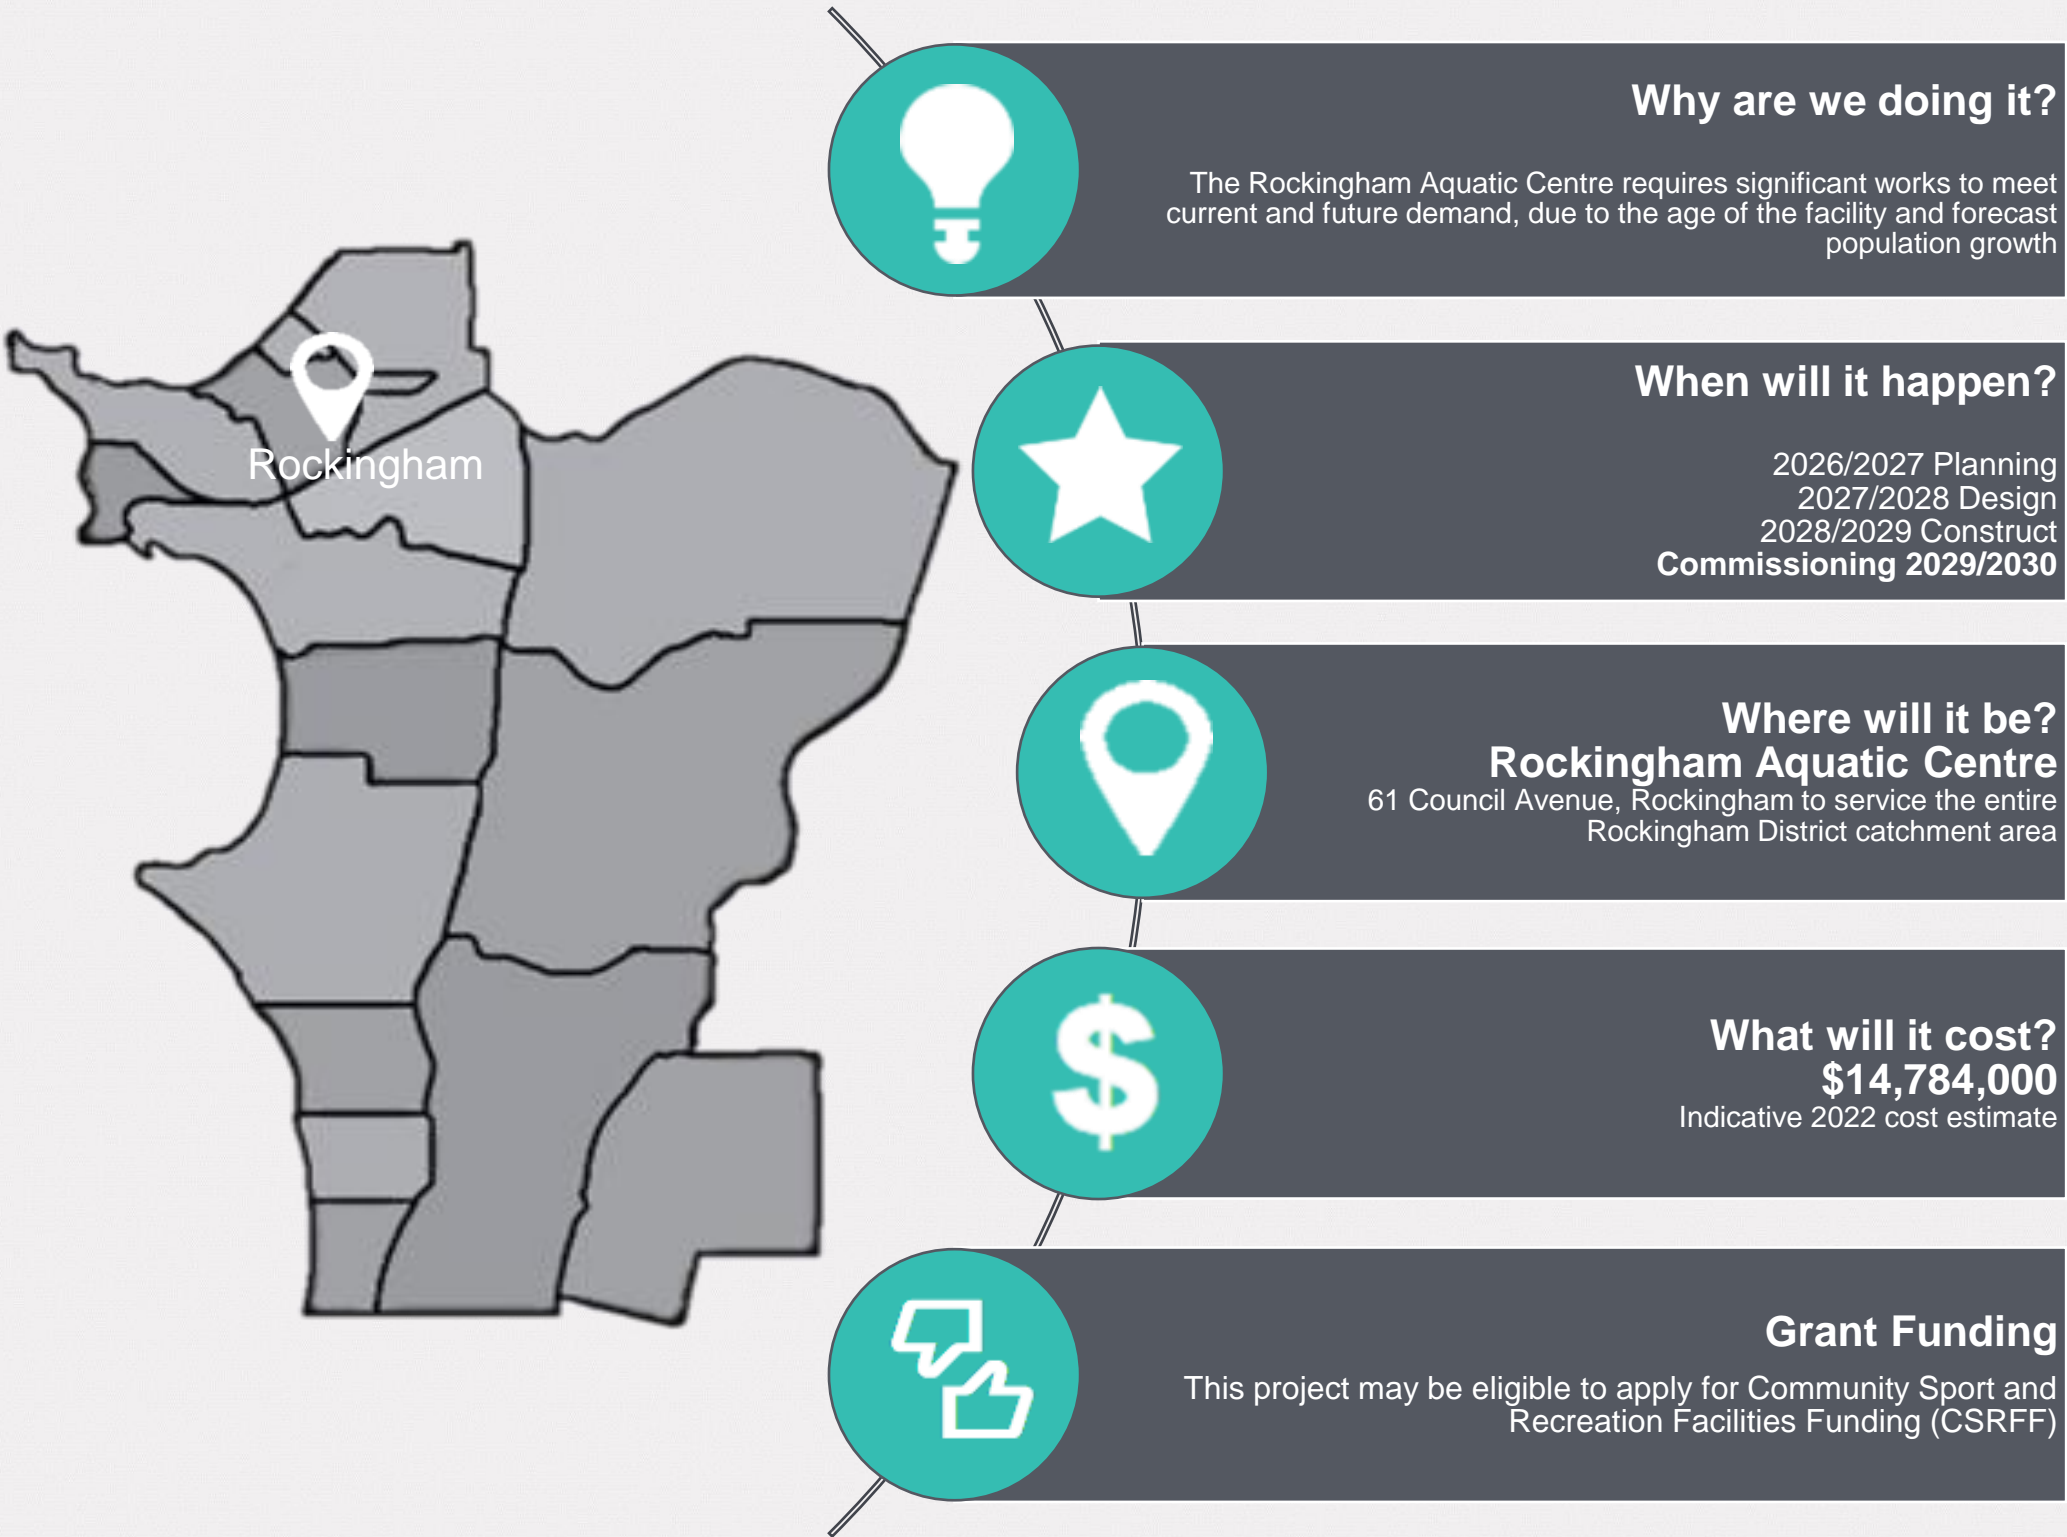 Why are we doing it?
The Rockingham Aquatic Centre requires significant works to meet
current and future demand, due to the age of the facility and forecast
population growth
Rockingham
When will it happen?
2026/2027 Planning
2027/2028 Design
2028/2029 Construct
Commissioning 2029/2030
Where will it be?
Rockingham Aquatic Centre
61 Council Avenue, Rockingham to service the entire
Rockingham District catchment area
$
What will it cost?
$14,784,000
Indicative 2022 cost estimate
Grant Funding
This project may be eligible to apply for Community Sport and
Recreation Facilities Funding (CSRFF)